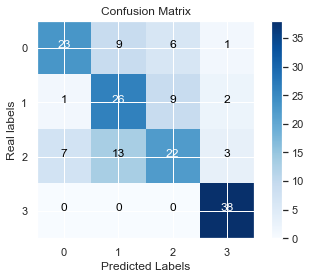 Confusion Matrix
0 23 9 6 1
1 1 26 9 2
2 7 13 22 3
3 0 0 0 38
0 1 2 3
Real labels
Predicted Labels
35
30
25
20
15
10
5
0